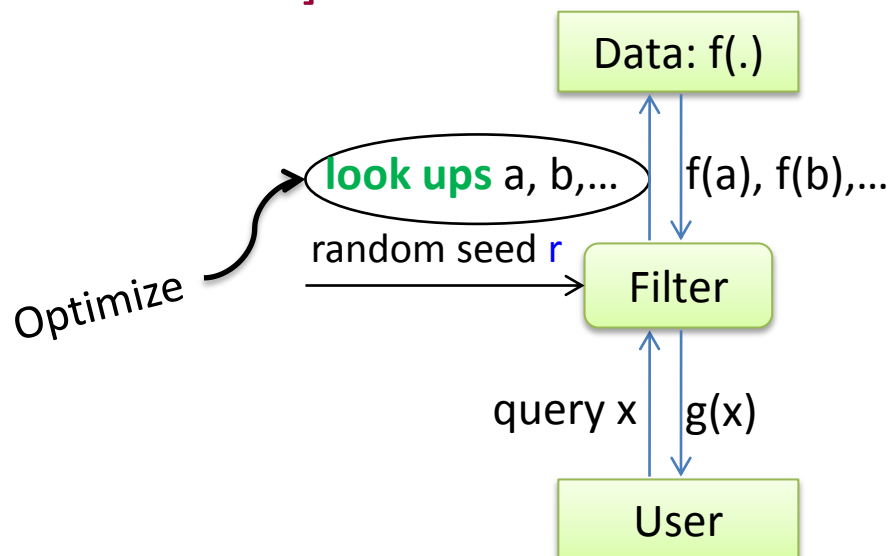 ]
Data: f(.)
look ups a, b,...
f(a), f(b),...
random seed r
Filter
Optimize
query x
g(x)
User